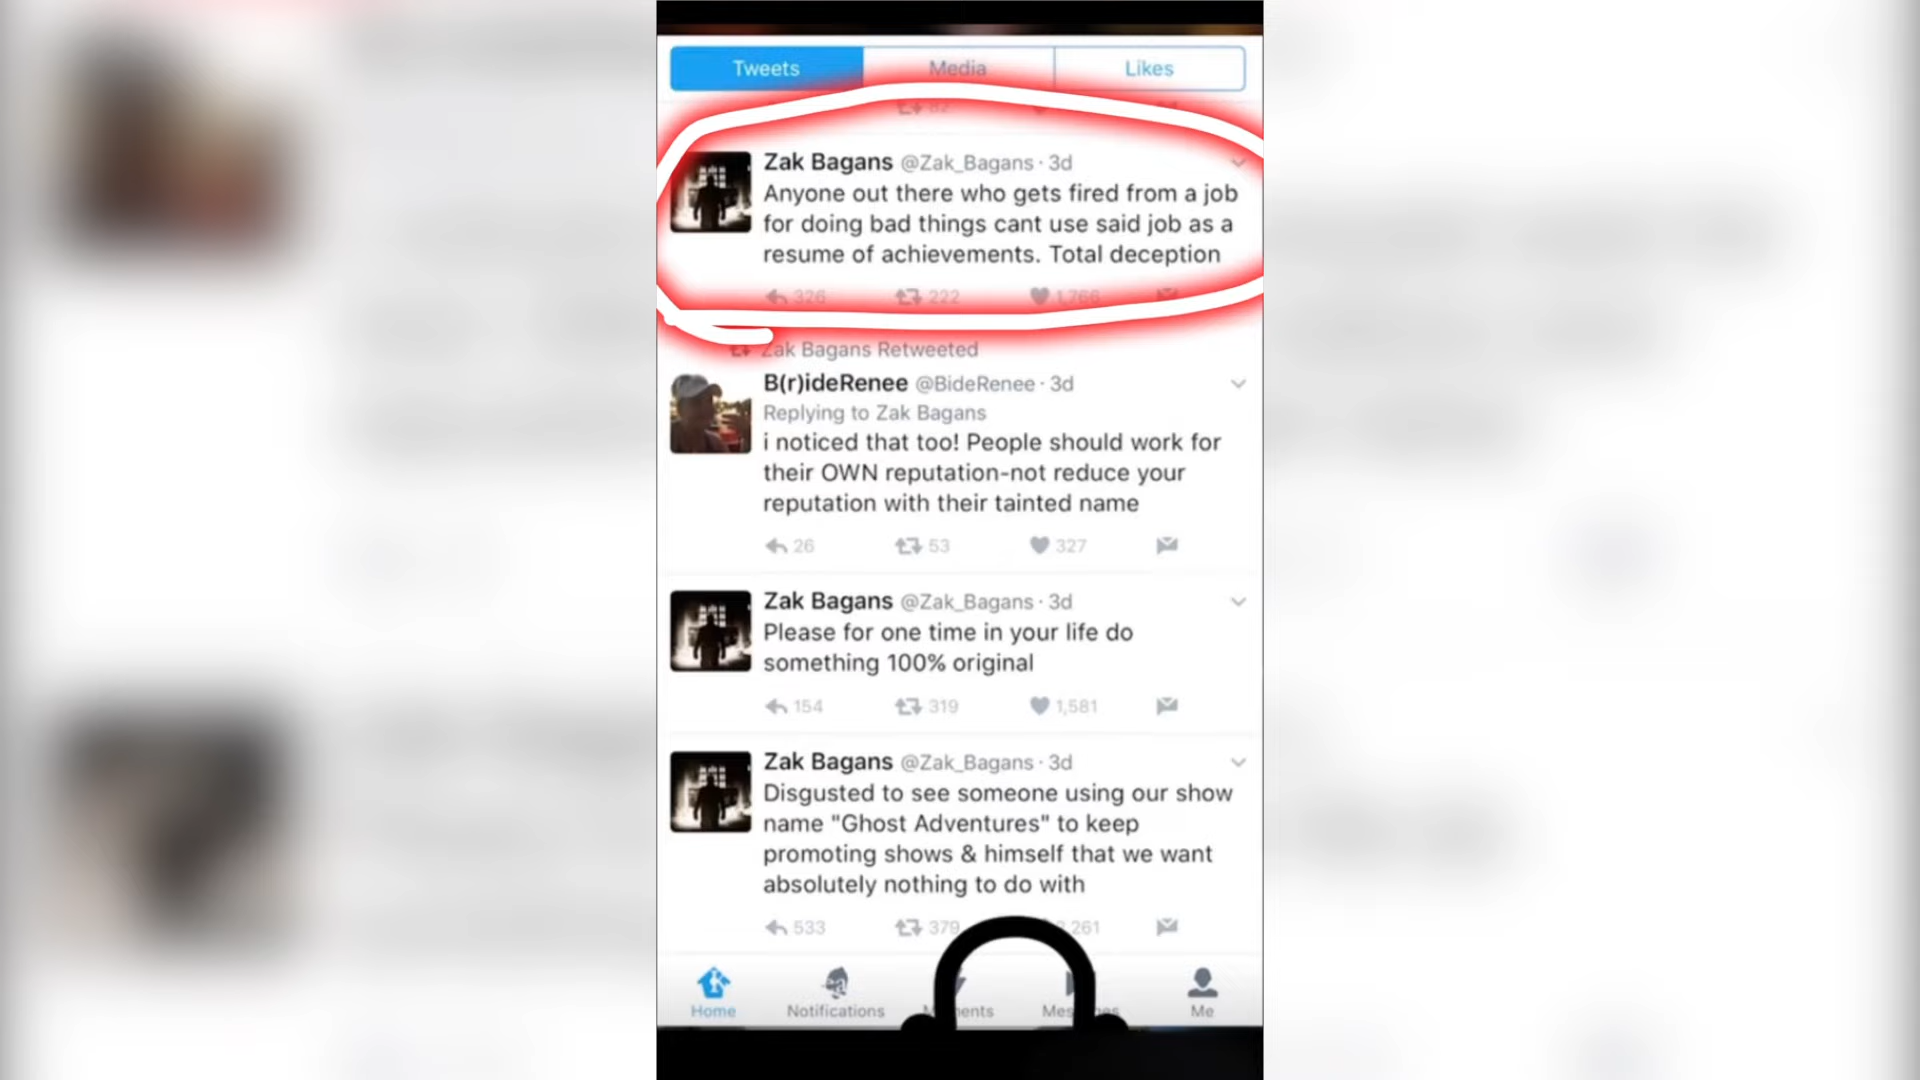 Tweets Media Likes
82
Zak Bagans @Zak_Bagans · 3d
Anyone out there who gets fired from a job
for doing bad things cant use said job as a
resume of achievements. Total deception
326 222 1,766
Zak Bagans Retweeted
B(r)ideRenee @BideRenee · 3d
Replying to Zak Bagans
i noticed that too! People should work for
their OWN reputation-not reduce your
reputation with their tainted name
26 53 327
Zak Bagans @Zak_Bagans · 3d
Please for one time in your life do
something 100% original
154 319 1,581
Zak Bagans @Zak_Bagans · 3d
Disgusted to see someone using our show
name "Ghost Adventures" to keep
promoting shows & himself that we want
absolutely nothing to do with
533 379
Home Notifications Me